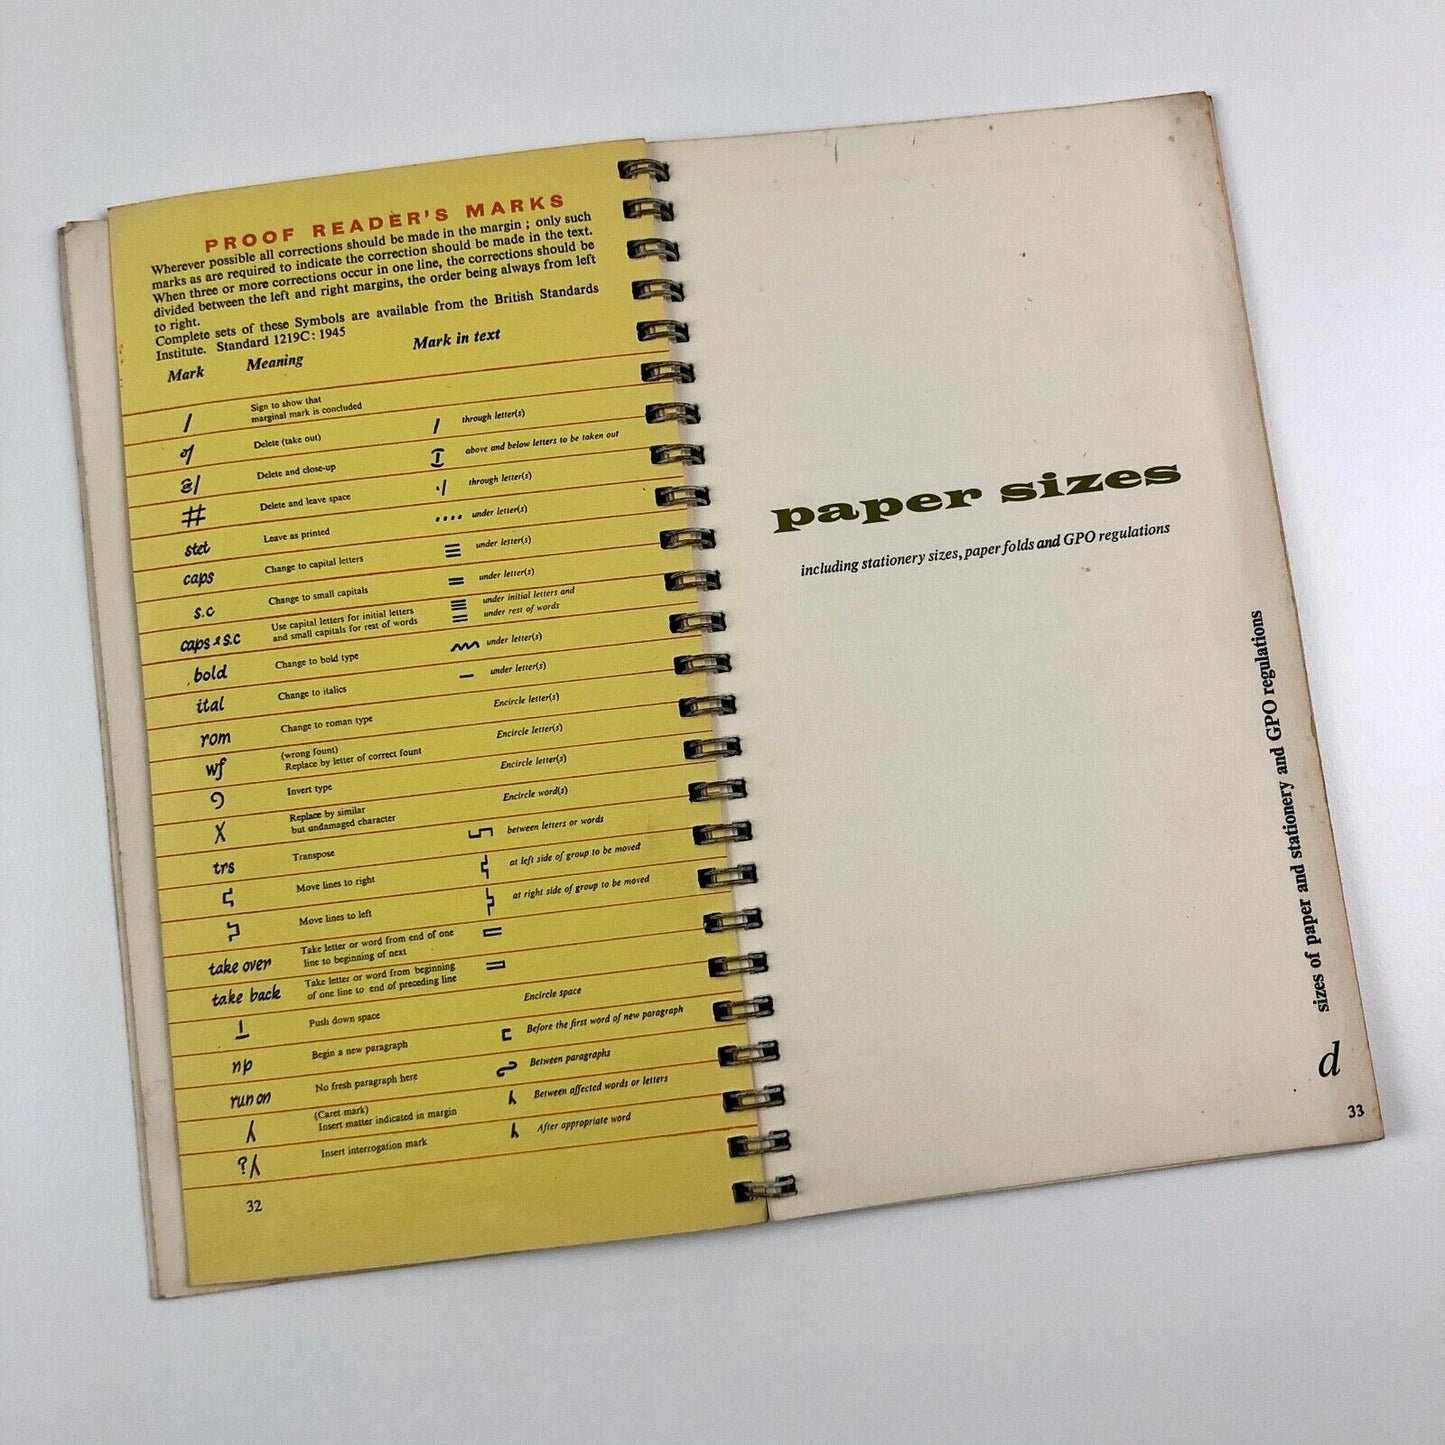 PROOF READER'S MARKS
Wherever possible all corrections should be made in the margin ; only such
marks as are required to indicate the correction should be made in the text.
When three or more corrections occur in one line, the corrections should be
divided between the left and right margins, the order being always from left
to right.
Complete sets of these Symbols are available from the British Standards
Institute. Standard 1219C : 1945
Mark Meaning Mark in text
/ Sign to show that
marginal mark is concluded
Delete (take out) / through letter(s)
Delete and close-up above and below letters to be taken out
# Delete and leave space through letter(s)
stet Leave as printed .... under letter(s)
caps Change to capital letters ≡ under letter(s)
s.c Change to small capitals = under letter(s)
caps & s.c Use capital letters for initial letters
and small capitals for rest of words
under initial letters and
under rest of words
bold Change to bold type under letter(s)
ital Change to italics — under letter(s)
rom Change to roman type Encircle letter(s)
wf (wrong fount)
Replace by letter of correct fount Encircle letter(s)
Invert type Encircle letter(s)
X Replace by similar
but undamaged character Encircle word(s)
trs Transpose between letters or words
Move lines to right at left side of group to be moved
Move lines to left at right side of group to be moved
take over Take letter or word from end of one
line to beginning of next
take back Take letter or word from beginning
of one line to end of preceding line
Push down space Encircle space
np Begin a new paragraph Before the first word of new paragraph
run on No fresh paragraph here Between paragraphs
(Caret mark)
Insert matter indicated in margin Between affected words or letters
? Insert interrogation mark After appropriate word
32
paper sizes
including stationery sizes, paper folds and GPO regulations
sizes of paper and stationery and GPO regulations
d
33